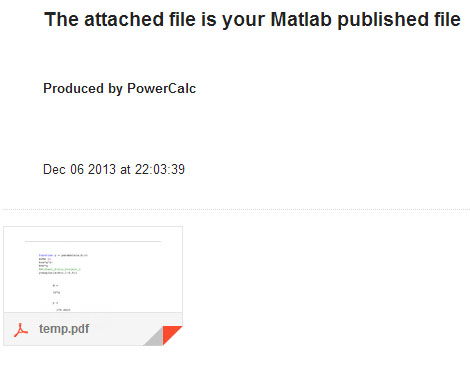 The attached file is your Matlab published file
Produced by PowerCalc
Dec 06 2013 at 22:03:39
temp.pdf